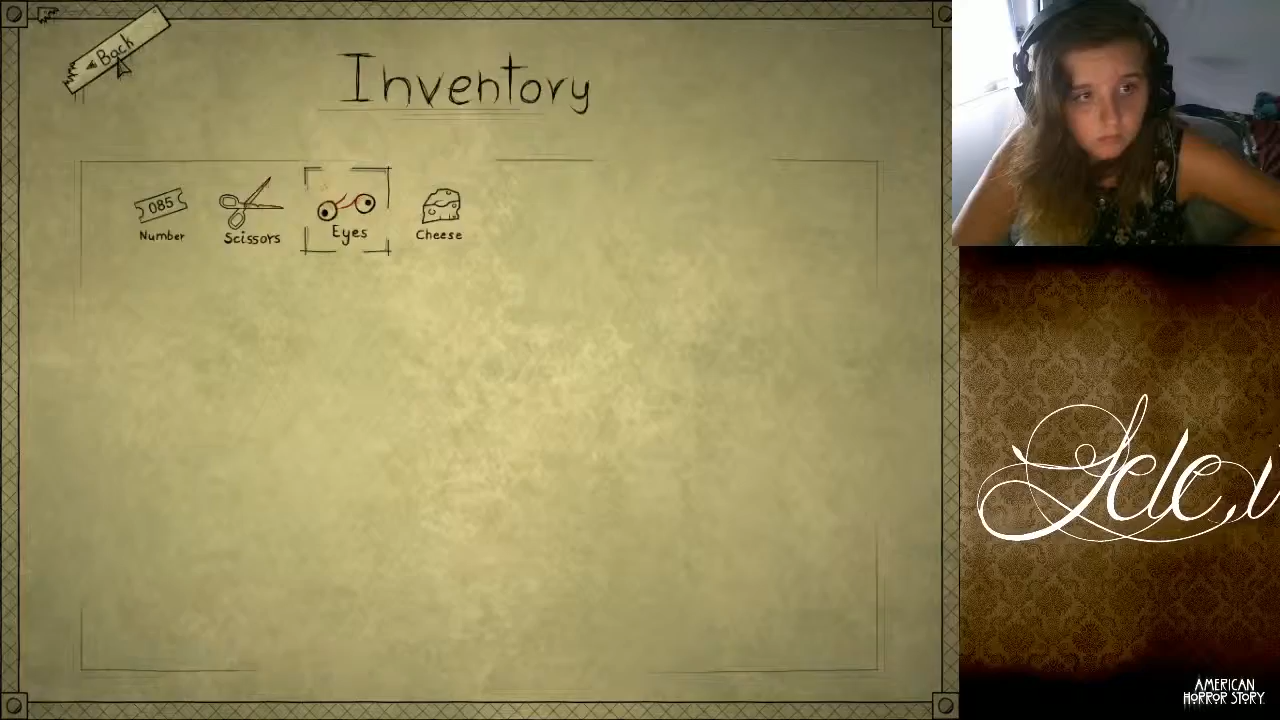 ◄ Back
Inventory
085
Number
Scissors
Eyes
Cheese
AMERICAN
HORROR STORY